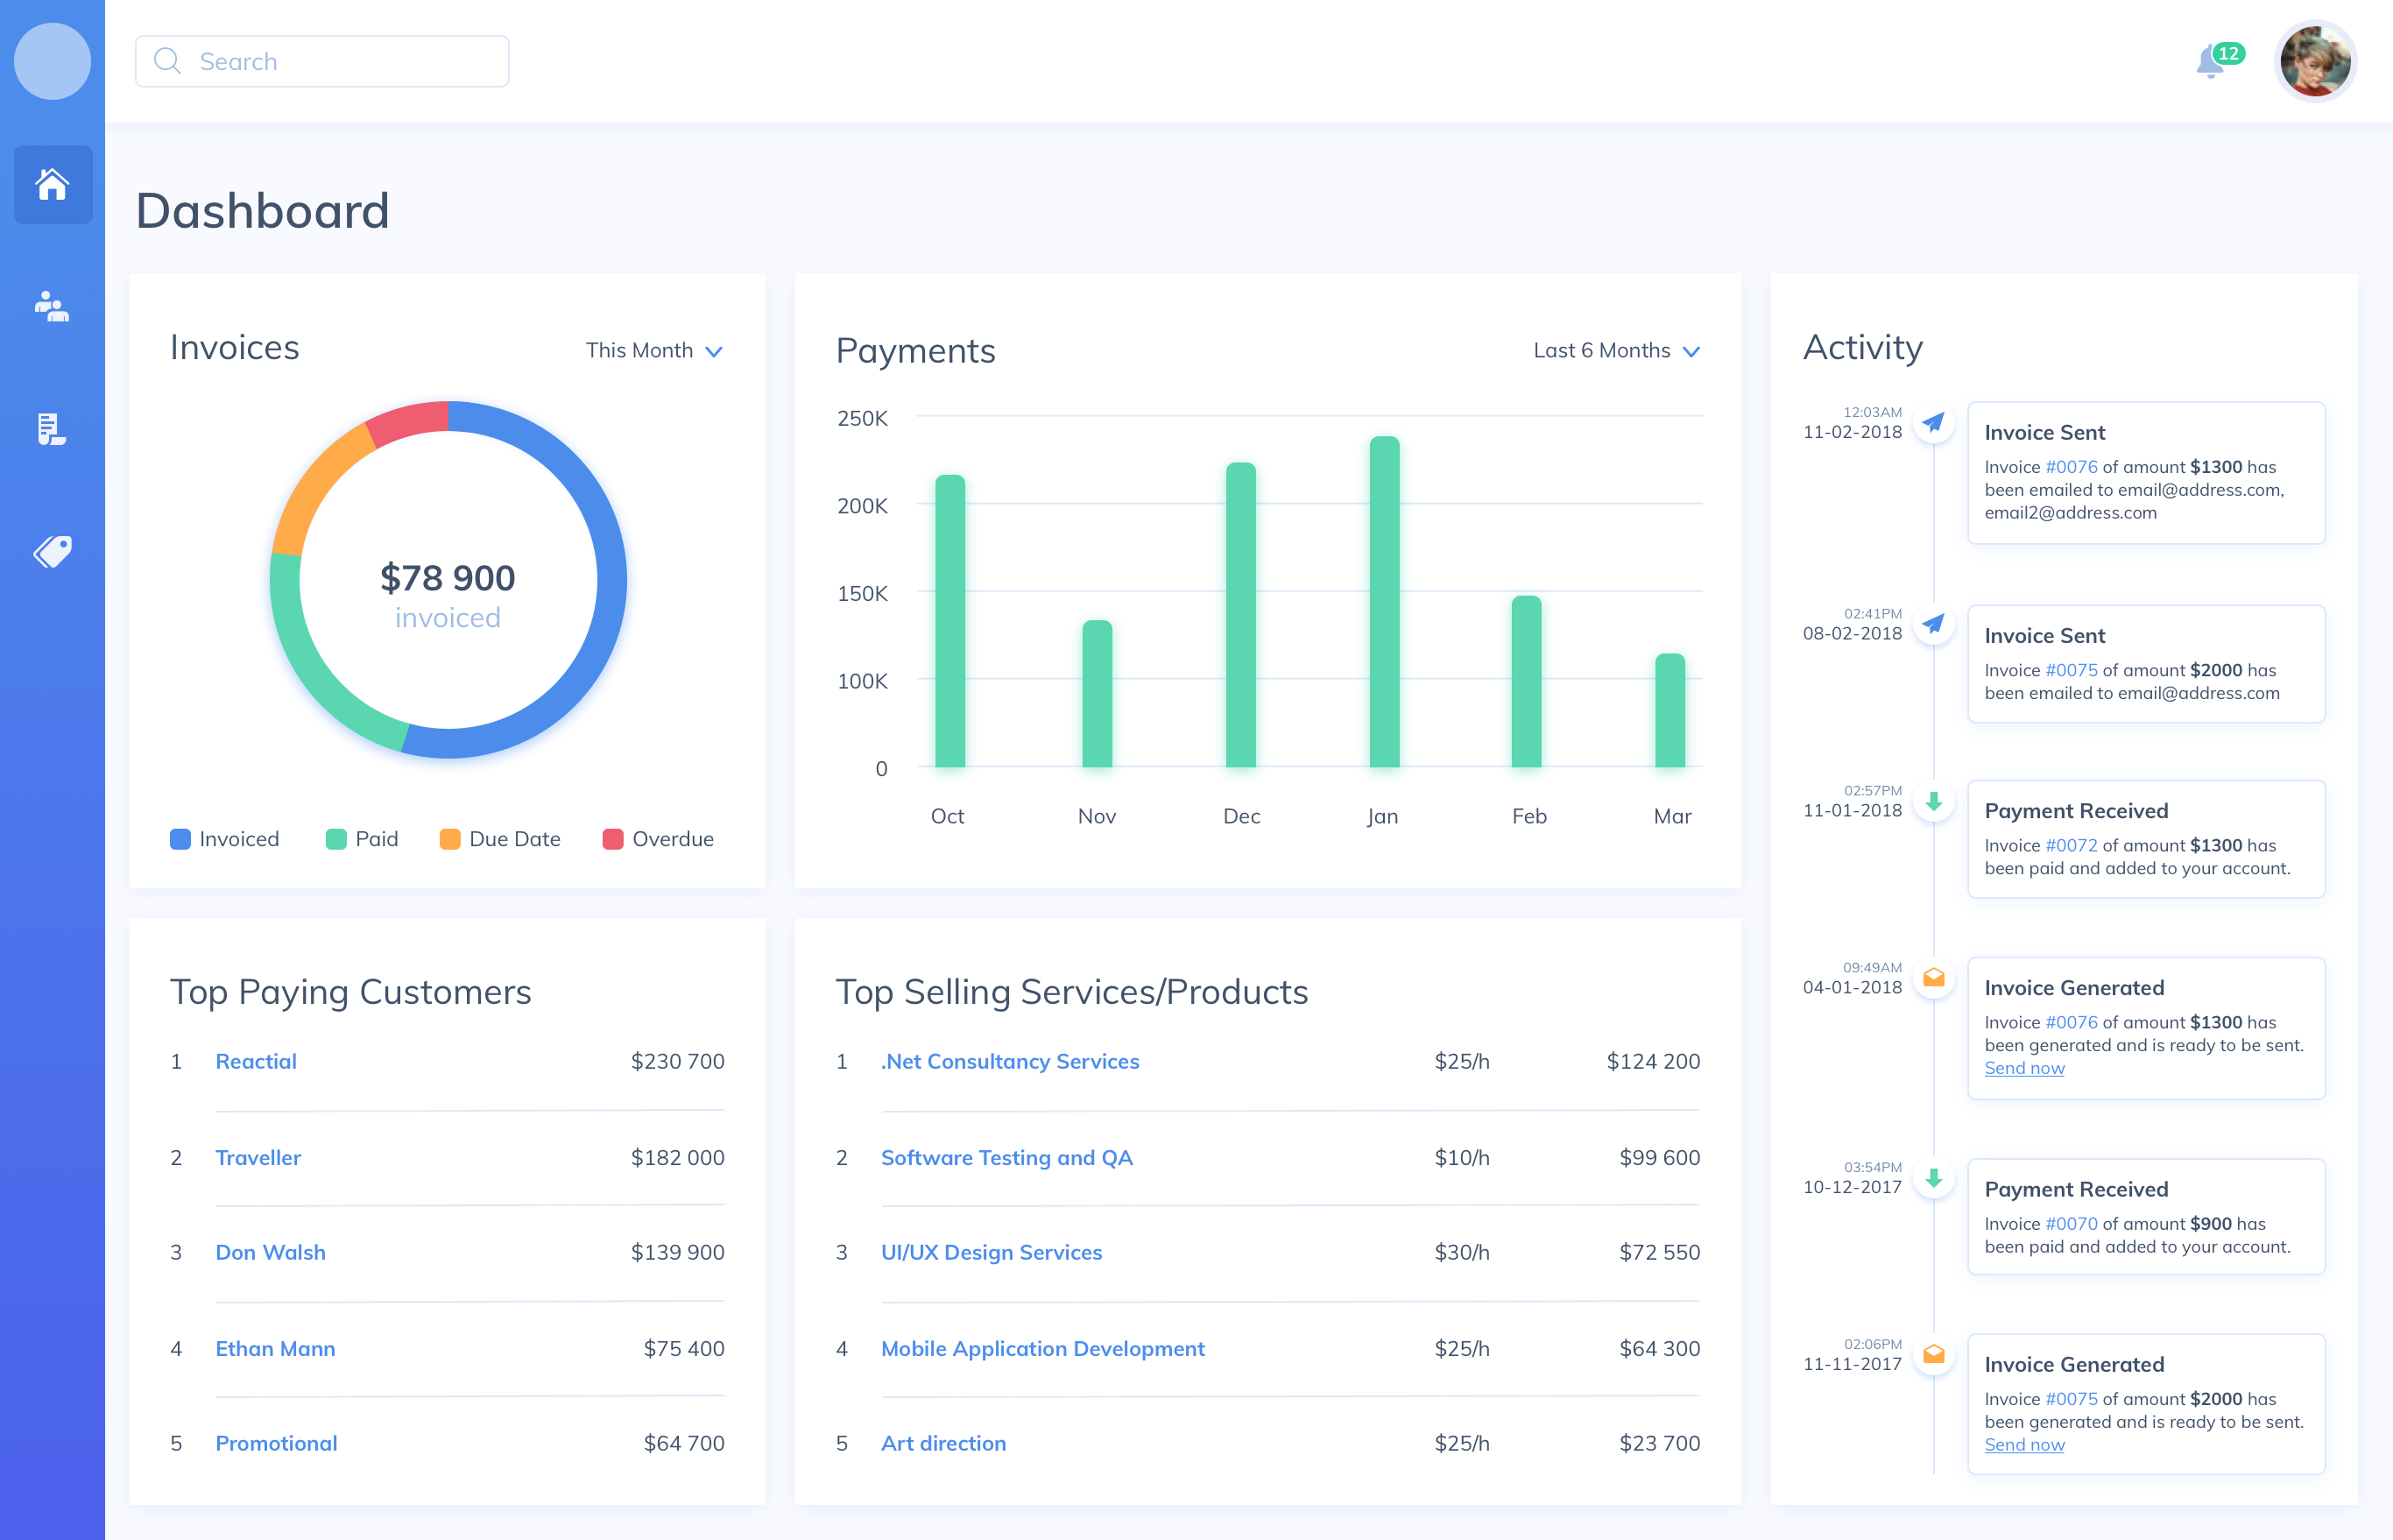 Search
12
Dashboard
Invoices
This Month
$78 900
invoiced
Invoiced
Paid
Due Date
Overdue
Payments
Last 6 Months
250K
200K
150K
100K
0
Oct
Nov
Dec
Jan
Feb
Mar
Top Paying Customers
1 Reactial $230 700
2 Traveller $182 000
3 Don Walsh $139 900
4 Ethan Mann $75 400
5 Promotional $64 700
Top Selling Services/Products
1 .Net Consultancy Services $25/h $124 200
2 Software Testing and QA $10/h $99 600
3 UI/UX Design Services $30/h $72 550
4 Mobile Application Development $25/h $64 300
5 Art direction $25/h $23 700
Activity
12:03AM
11-02-2018
Invoice Sent
Invoice #0076 of amount $1300 has
been emailed to email@address.com,
email2@address.com
02:41PM
08-02-2018
Invoice Sent
Invoice #0075 of amount $2000 has
been emailed to email@address.com
02:57PM
11-01-2018
Payment Received
Invoice #0072 of amount $1300 has
been paid and added to your account.
09:49AM
04-01-2018
Invoice Generated
Invoice #0076 of amount $1300 has
been generated and is ready to be sent.
Send now
03:54PM
10-12-2017
Payment Received
Invoice #0070 of amount $900 has
been paid and added to your account.
02:06PM
11-11-2017
Invoice Generated
Invoice #0075 of amount $2000 has
been generated and is ready to be sent.
Send now